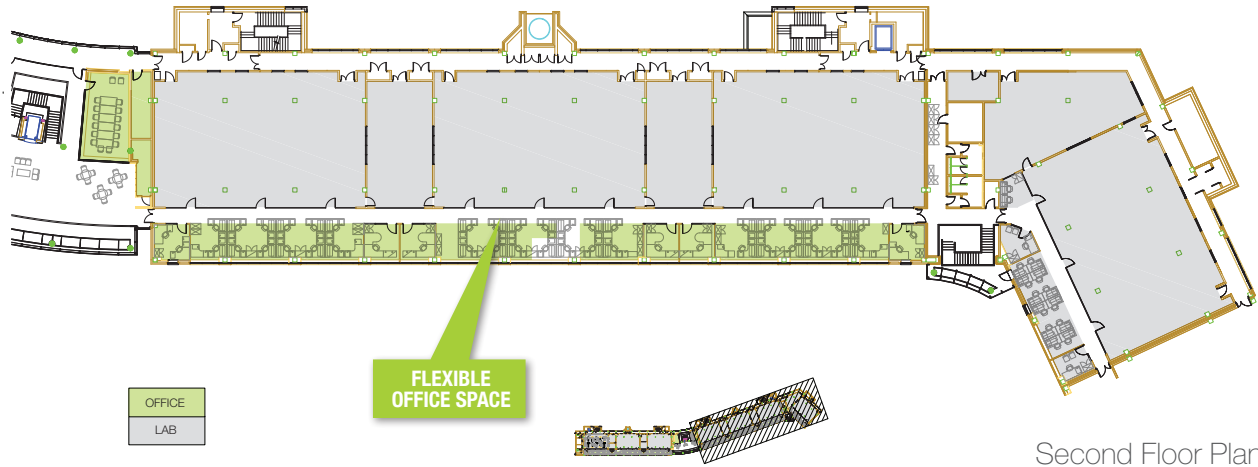 FLEXIBLE
OFFICE SPACE
OFFICE
LAB
Second Floor Plan